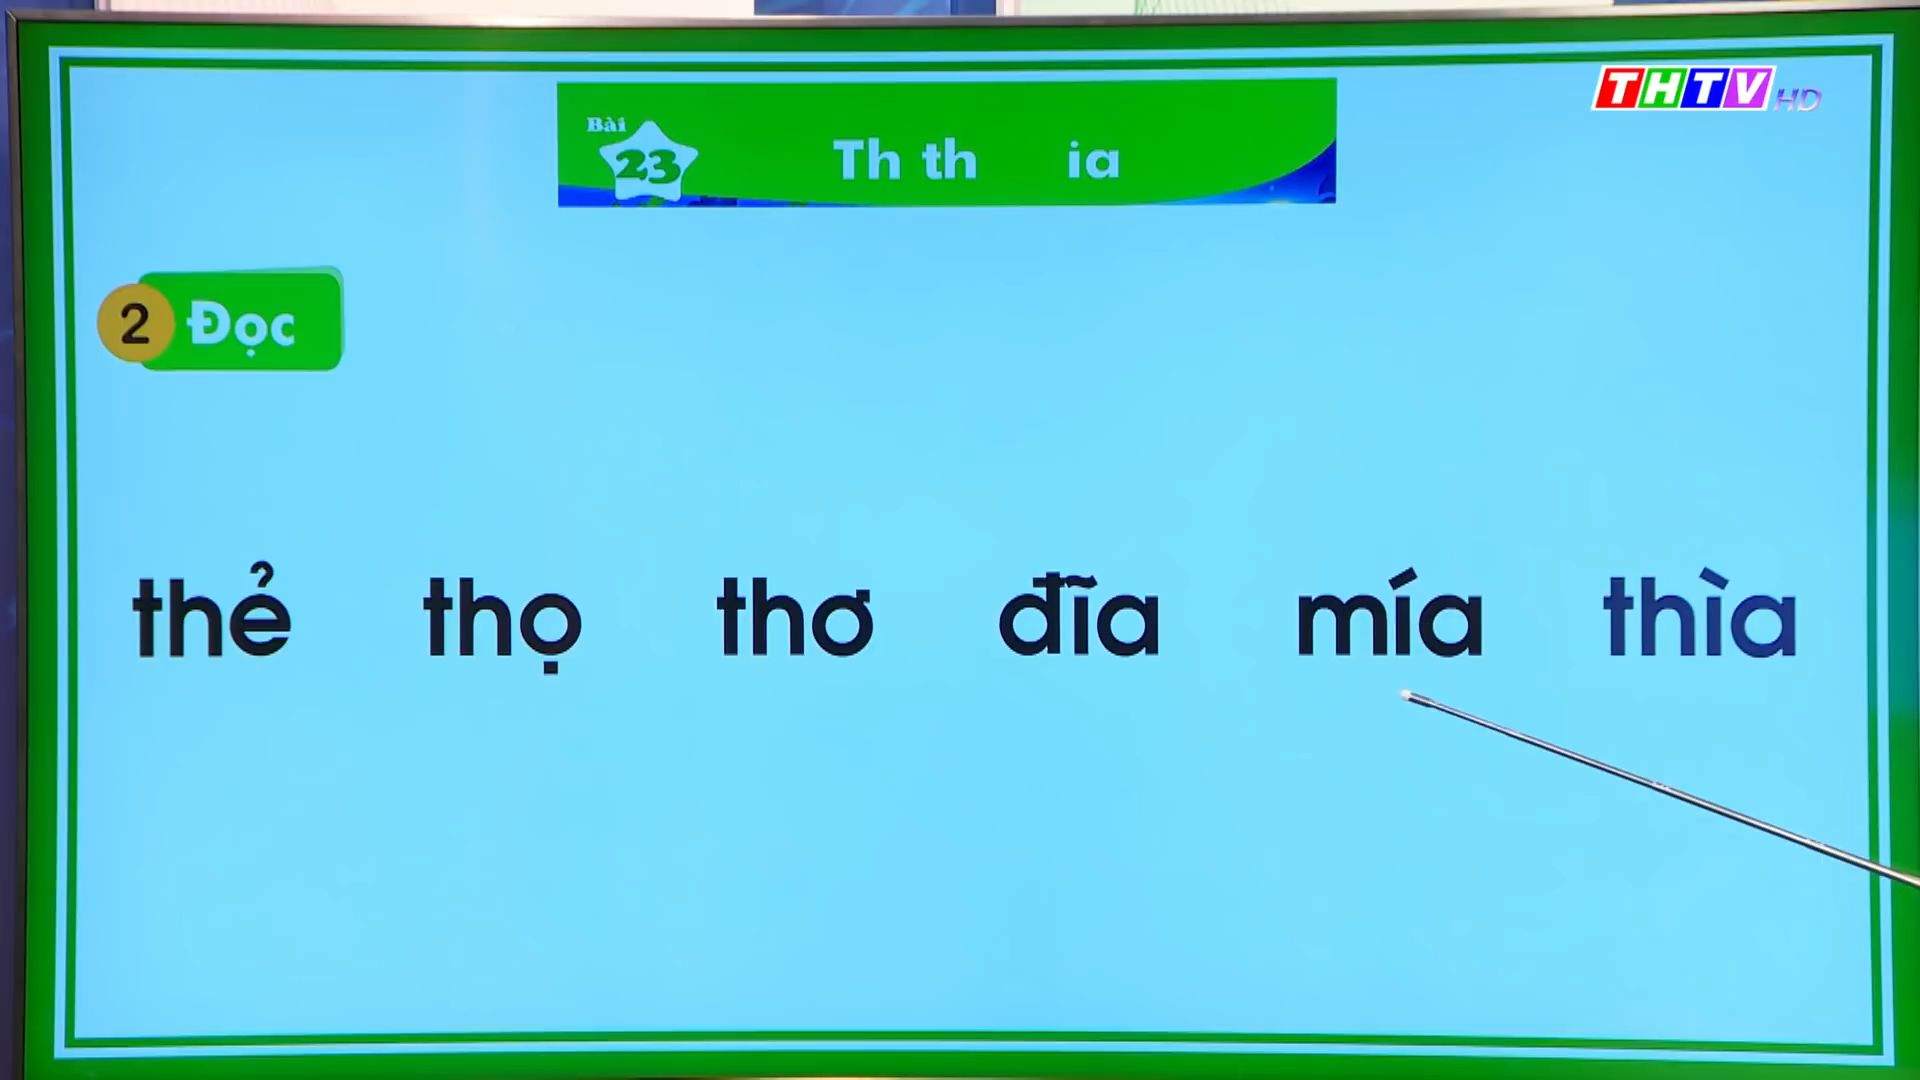 THTV HD
Bài 23 Th th ia
2 Đọc
thẻ thọ thơ đĩa mía thìa